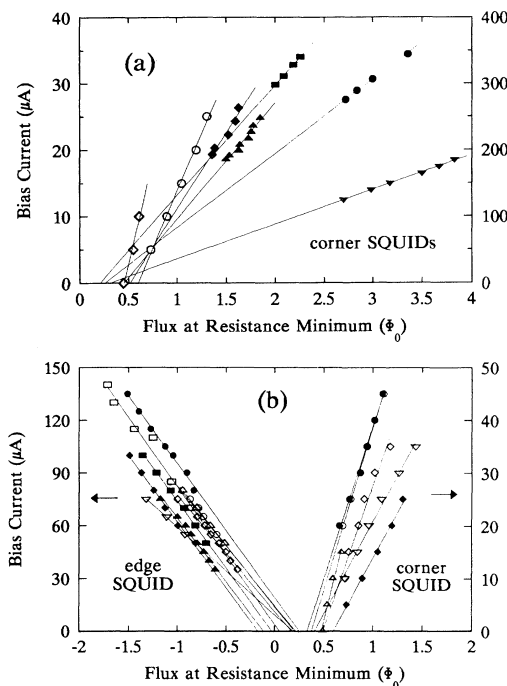 40
30
20
10
0
Bias Current (μA)
(a)
400
300
200
100
0
corner SQUIDs
0 0.5 1 1.5 2 2.5 3 3.5 4
Flux at Resistance Minimum (Φ0)
150
120
90
60
30
0
Bias Current (μA)
(b)
50
40
30
20
10
0
edge
SQUID
corner
SQUID
-2 -1.5 -1 -0.5 0 0.5 1 1.5 2
Flux at Resistance Minimum (Φ0)